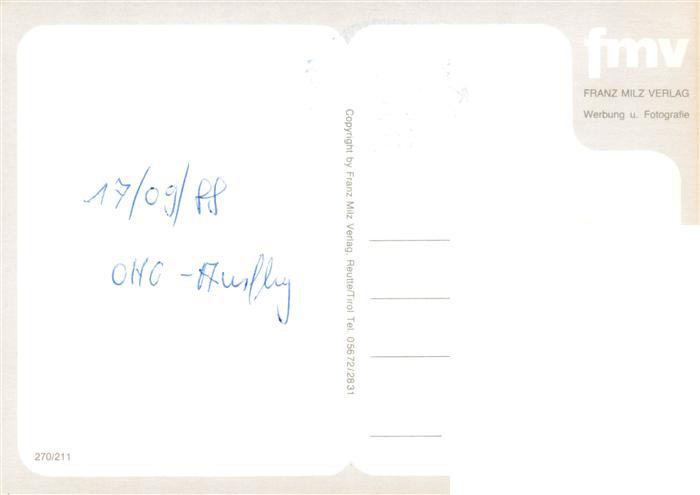 fmv
FRANZ MILZ VERLAG
Werbung u. Fotografie
17/09/88
OHC - Ausflug
Copyright by Franz Milz Verlag, Reutte/Tirol Tel. 05672/2831
270/211